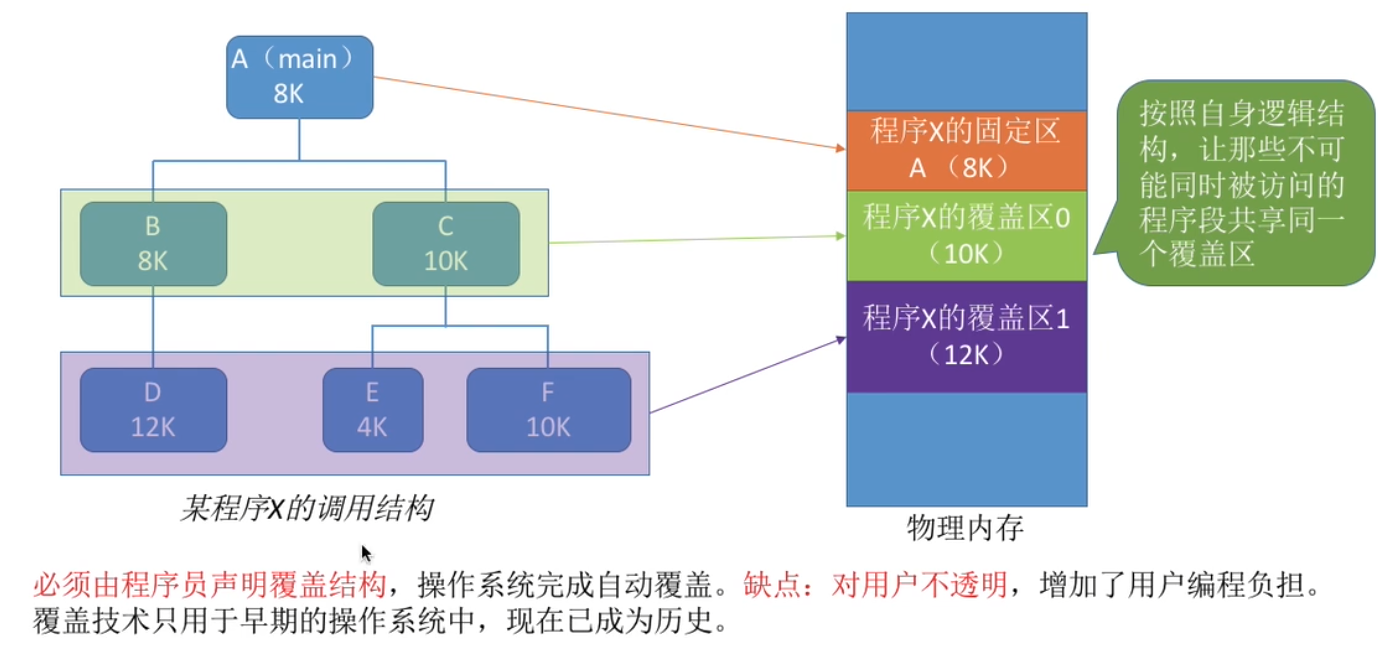 A（main）
8K
B
8K
C
10K
D
12K
E
4K
F
10K
某程序X的调用结构
程序X的固定区
A （8K）
程序X的覆盖区0
（10K）
程序X的覆盖区1
（12K）
物理内存
按照自身逻辑结
构，让那些不可
能同时被访问的
程序段共享同一
个覆盖区
必须由程序员声明覆盖结构，操作系统完成自动覆盖。缺点：对用户不透明，增加了用户编程负担。
覆盖技术只用于早期的操作系统中，现在已成为历史。